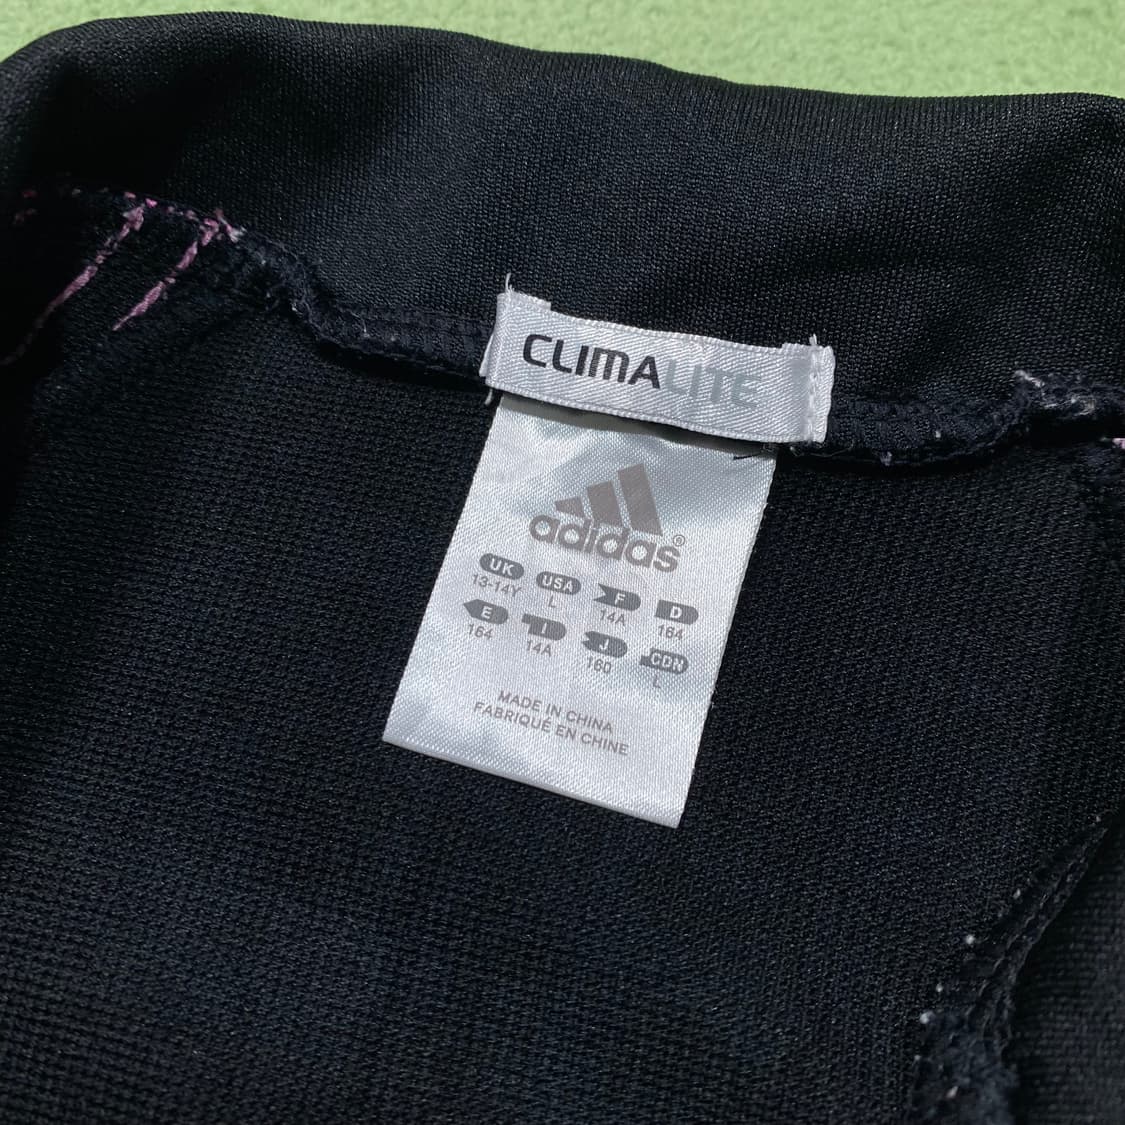 CLIMALITE
adidas®
UK USA F D
13-14Y L 14A 164
E I J CDN
164 14A 160 L
MADE IN CHINA
FABRIQUÉ EN CHINE